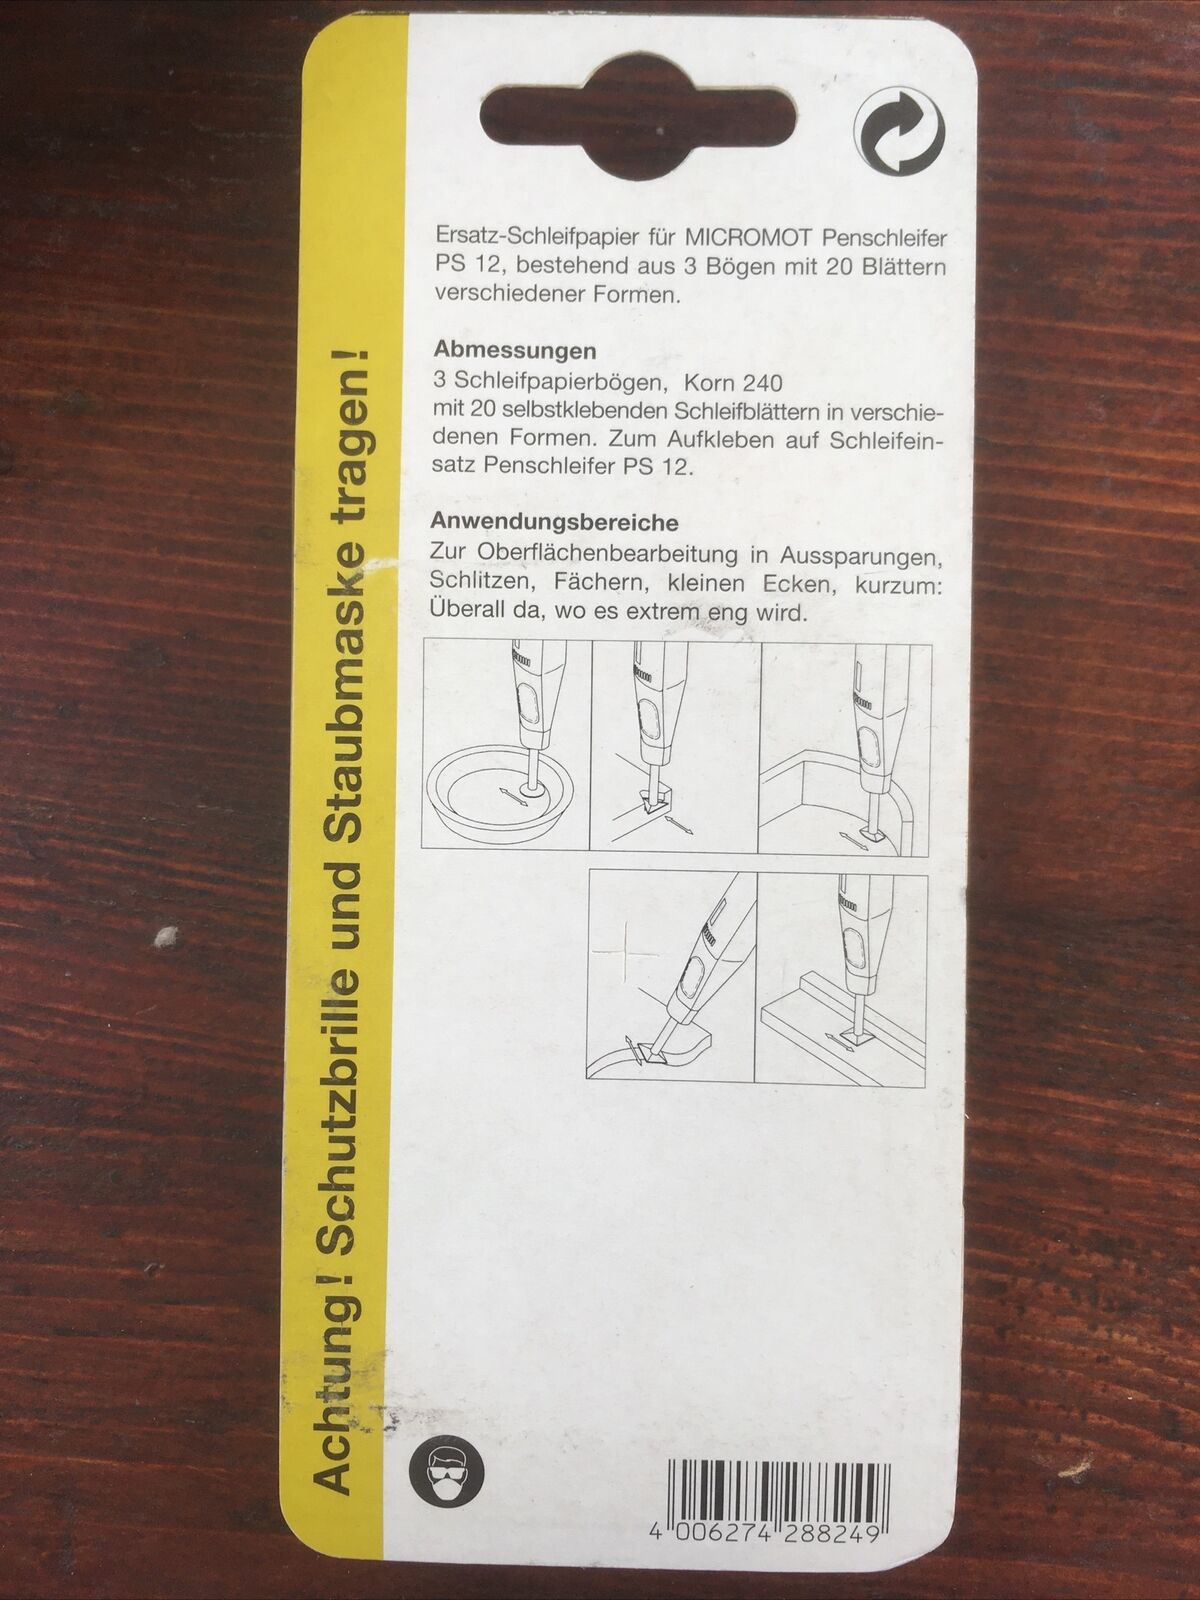 Ersatz-Schleifpapier für MICROMOT Penschleifer
PS 12, bestehend aus 3 Bögen mit 20 Blättern
verschiedener Formen.
Abmessungen
3 Schleifpapierbögen, Korn 240
mit 20 selbstklebenden Schleifblättern in verschie-
denen Formen. Zum Aufkleben auf Schleifein-
satz Penschleifer PS 12.
Anwendungsbereiche
Zur Oberflächenbearbeitung in Aussparungen,
Schlitzen, Fächern, kleinen Ecken, kurzum:
Überall da, wo es extrem eng wird.
Achtung! Schutzbrille und Staubmaske tragen!
4 006274 288249